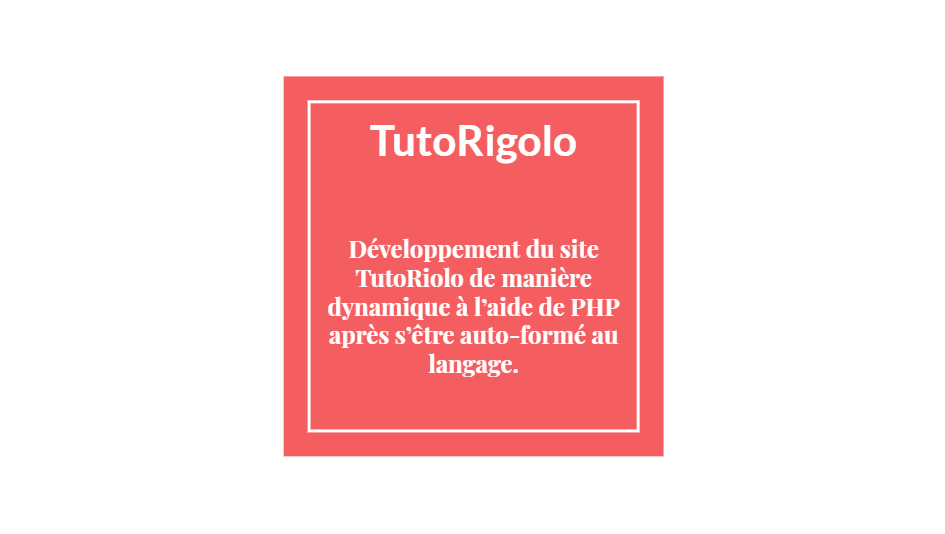 TutoRigolo
Développement du site
TutoRiolo de manière
dynamique à l’aide de PHP
après s’être auto-formé au
langage.